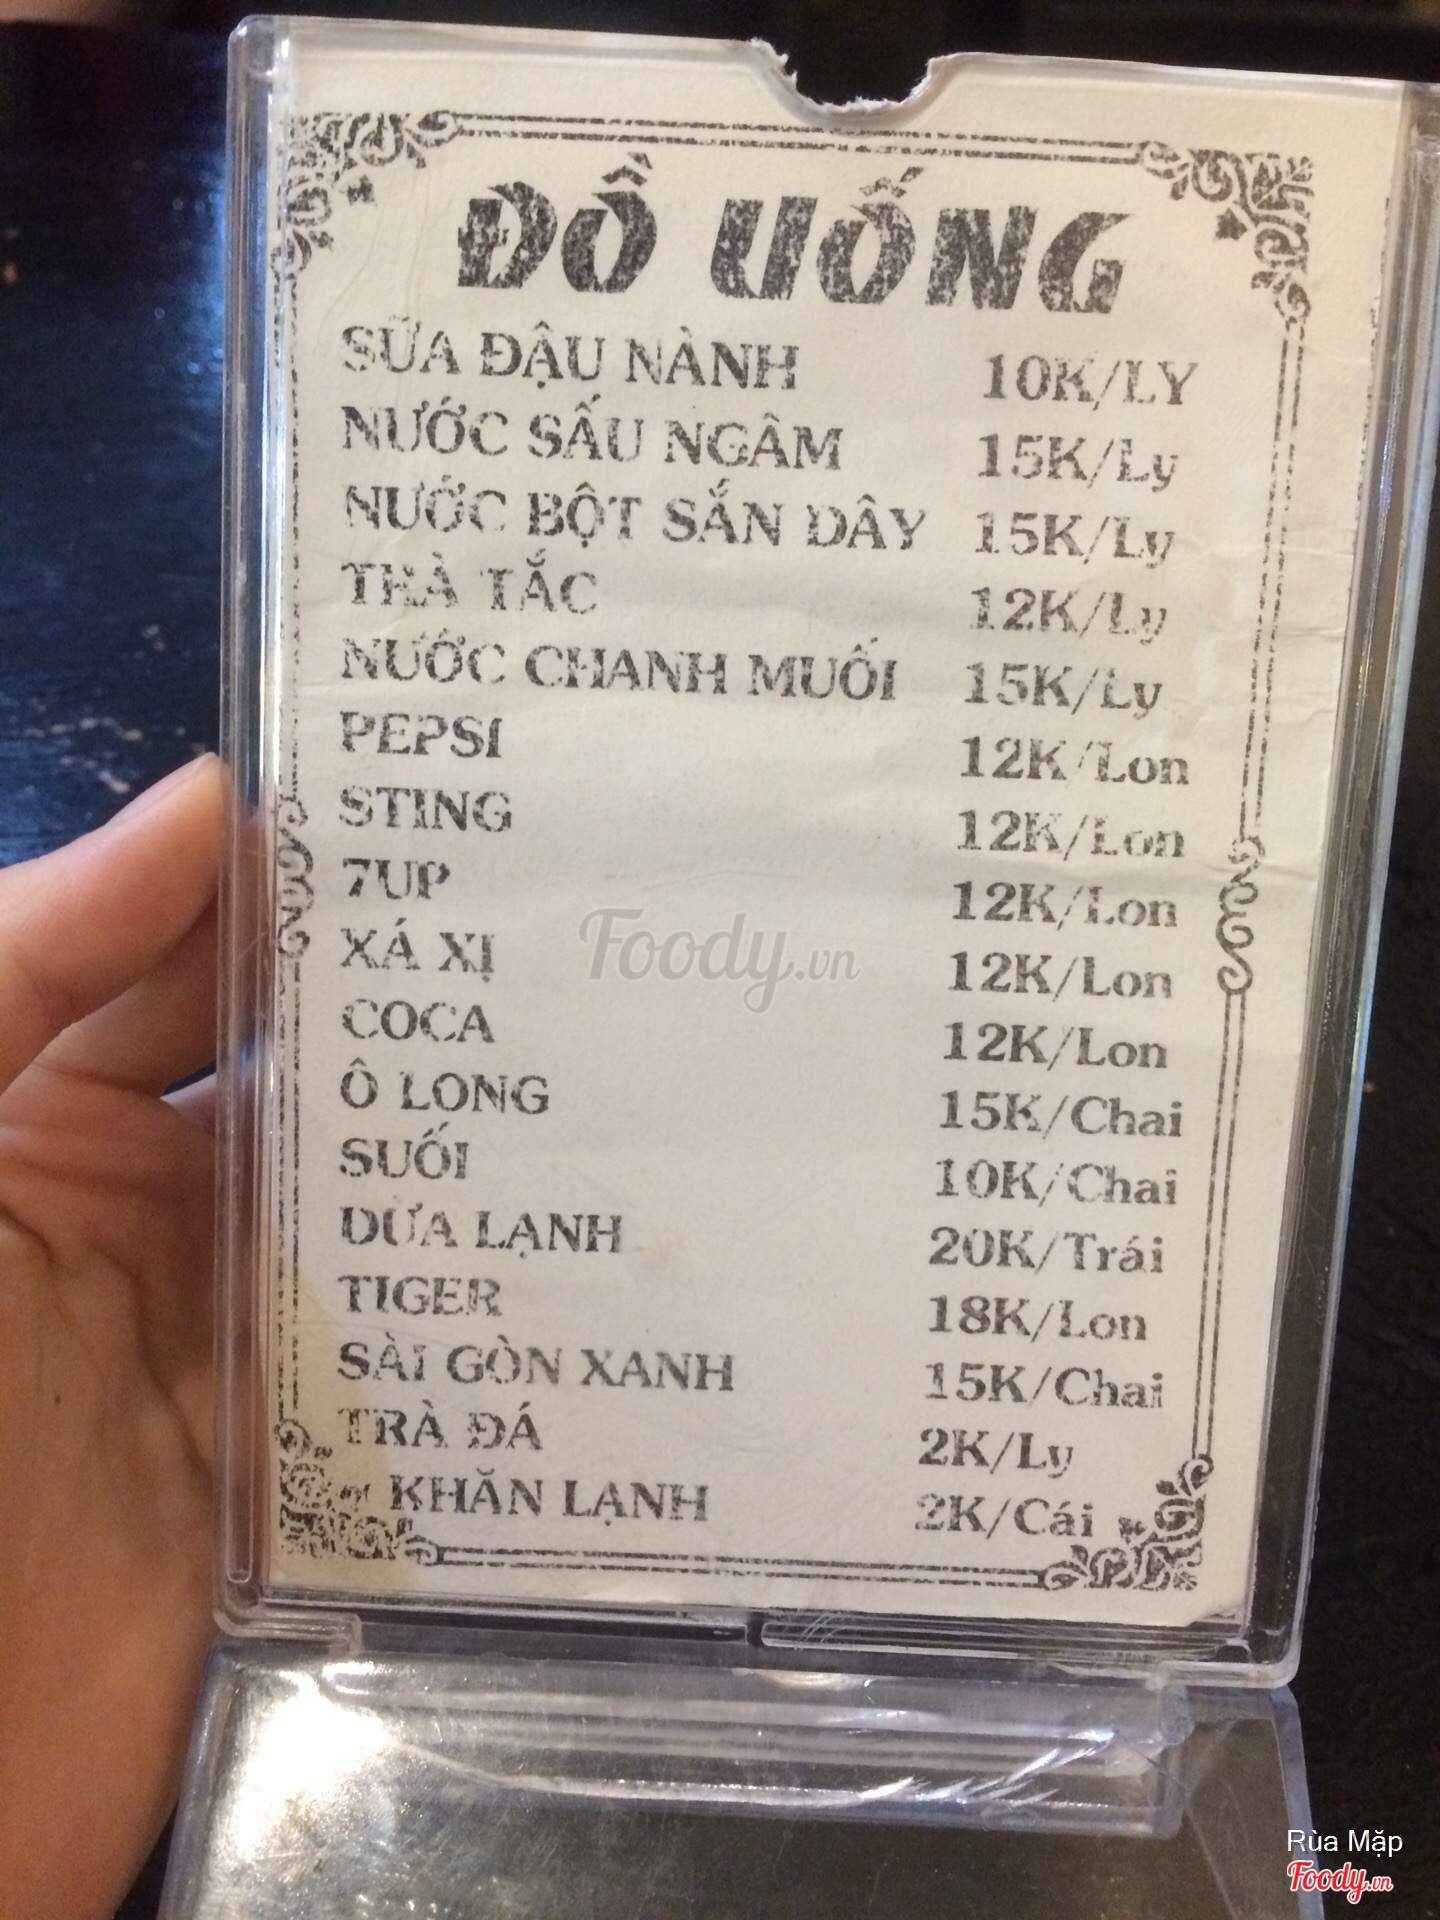 ĐỒ UỐNG
SỮA ĐẬU NÀNH 10K/LY
NƯỚC SẤU NGÂM 15K/Ly
NƯỚC BỘT SẮN DÂY 15K/Ly
TRÀ TẮC 12K/Ly
NƯỚC CHANH MUỐI 15K/Ly
PEPSI 12K/Lon
STING 12K/Lon
7UP 12K/Lon
XÁ XỊ 12K/Lon
COCA 12K/Lon
Ô LONG 15K/Chai
SUỐI 10K/Chai
DỪA LẠNH 20K/Trái
TIGER 18K/Lon
SÀI GÒN XANH 15K/Chai
TRÀ ĐÁ 2K/Ly
KHĂN LẠNH 2K/Cái
Foody.vn
Rùa Mặp
Foody.vn